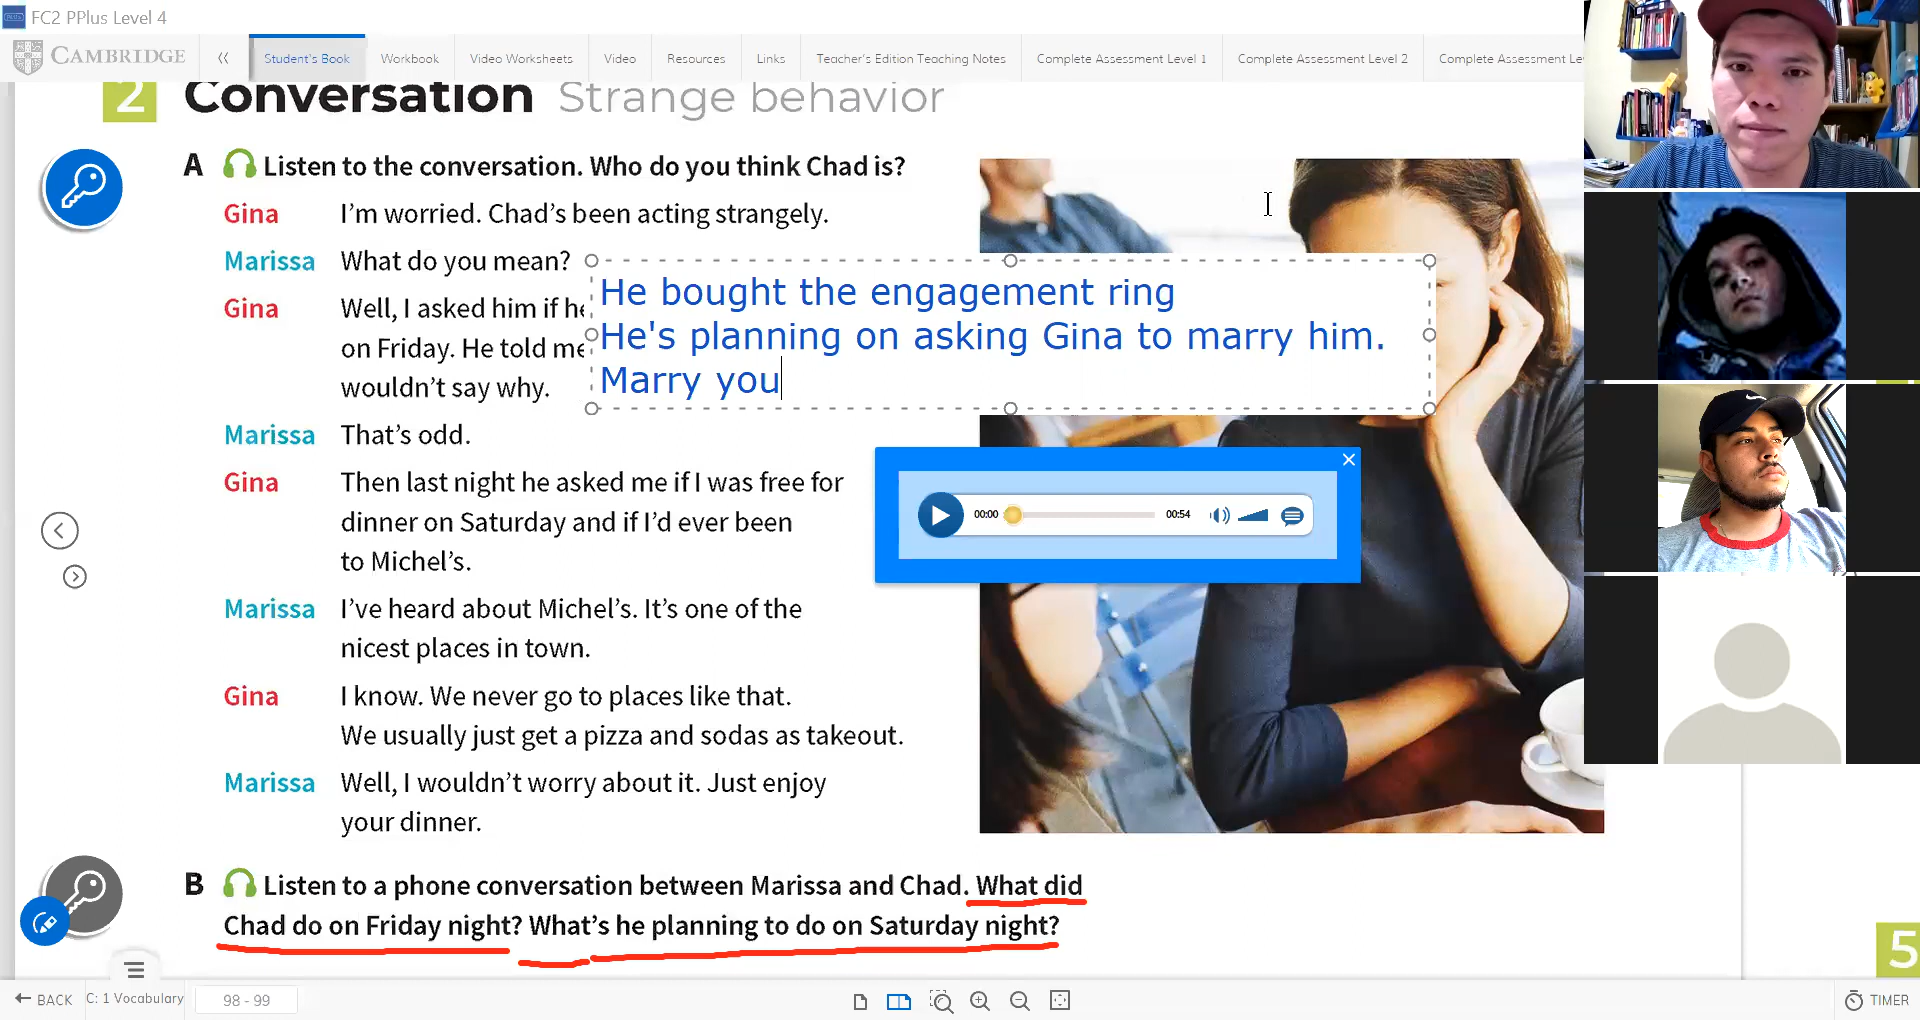 FC2 PPlus Level 4
CAMBRIDGE
Student's Book
Workbook
Video Worksheets
Video
Resources
Links
Teacher's Edition Teaching Notes
Complete Assessment Level 1
Complete Assessment Level 2
Complete Assessment Le
2 Conversation Strange behavior
A Listen to the conversation. Who do you think Chad is?
Gina I'm worried. Chad's been acting strangely.
Marissa What do you mean?
Gina Well, I asked him if he
on Friday. He told me
wouldn't say why.
He bought the engagement ring
He's planning on asking Gina to marry him.
Marry you
Marissa That's odd.
Gina Then last night he asked me if I was free for
dinner on Saturday and if I'd ever been
to Michel's.
00:00 00:54
Marissa I've heard about Michel's. It's one of the
nicest places in town.
Gina I know. We never go to places like that.
We usually just get a pizza and sodas as takeout.
Marissa Well, I wouldn't worry about it. Just enjoy
your dinner.
B Listen to a phone conversation between Marissa and Chad. What did
Chad do on Friday night? What's he planning to do on Saturday night?
5
BACK
C: 1 Vocabulary
98 - 99
TIMER